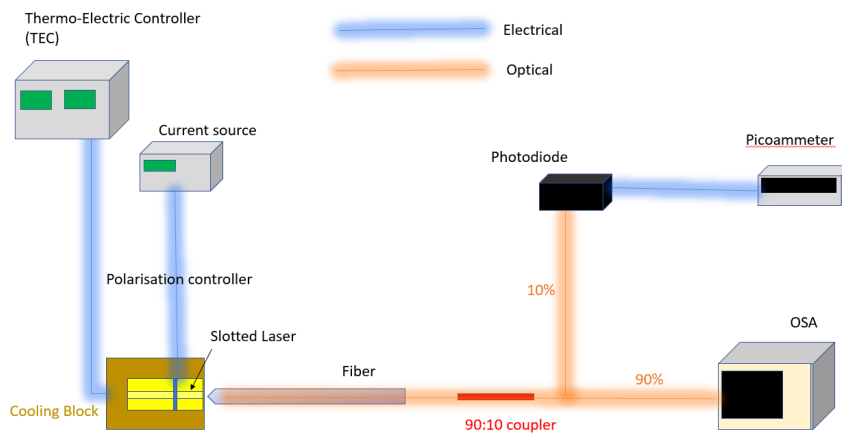 Thermo-Electric Controller
(TEC)
Electrical
Optical
Current source
Picoammeter
Photodiode
Polarisation controller
10%
OSA
Slotted Laser
Fiber
90%
Cooling Block
90:10 coupler